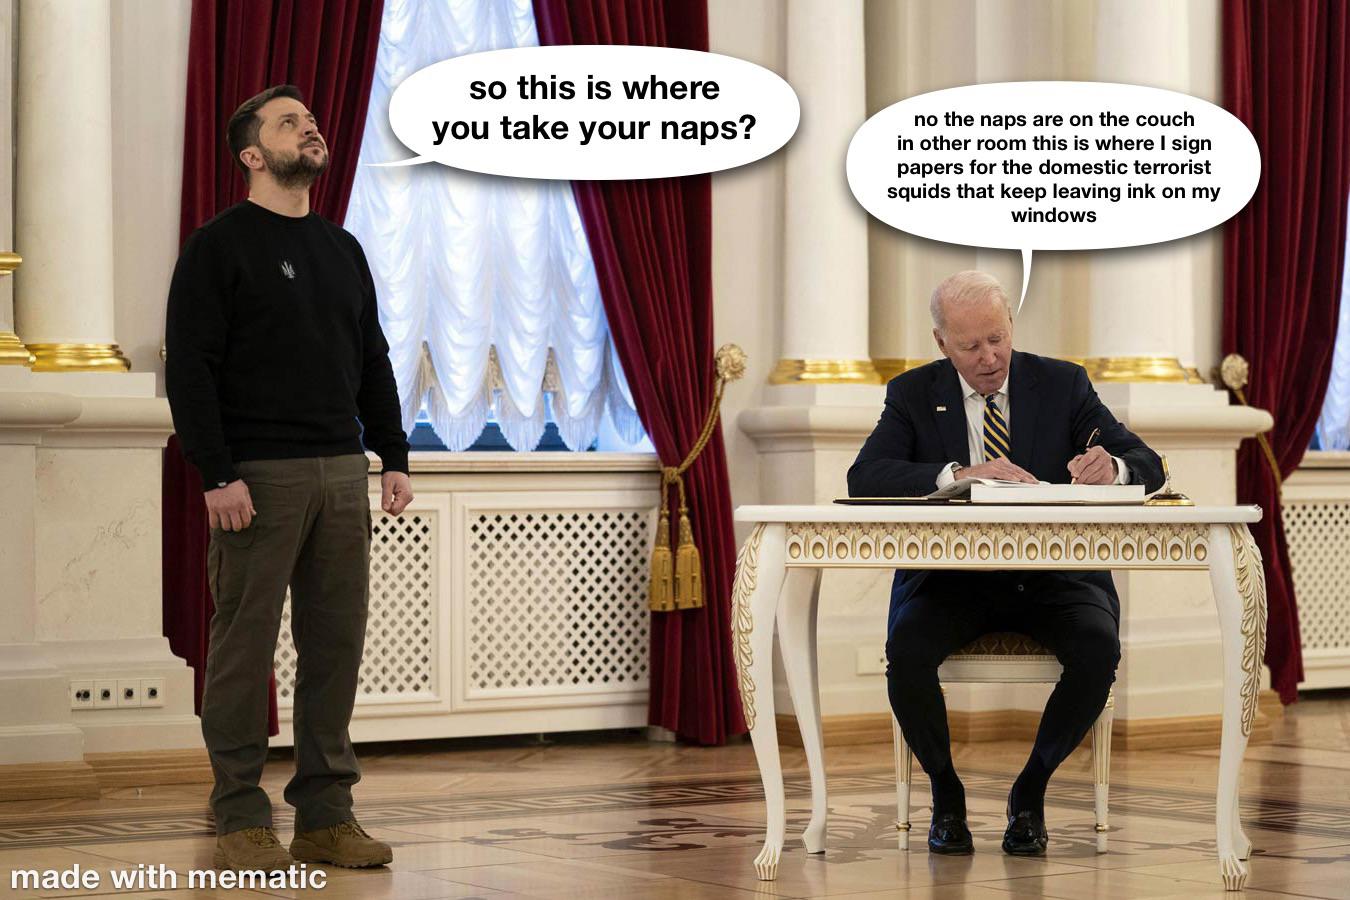 so this is where
you take your naps?
no the naps are on the couch
in other room this is where I sign
papers for the domestic terrorist
squids that keep leaving ink on my
windows
made with mematic